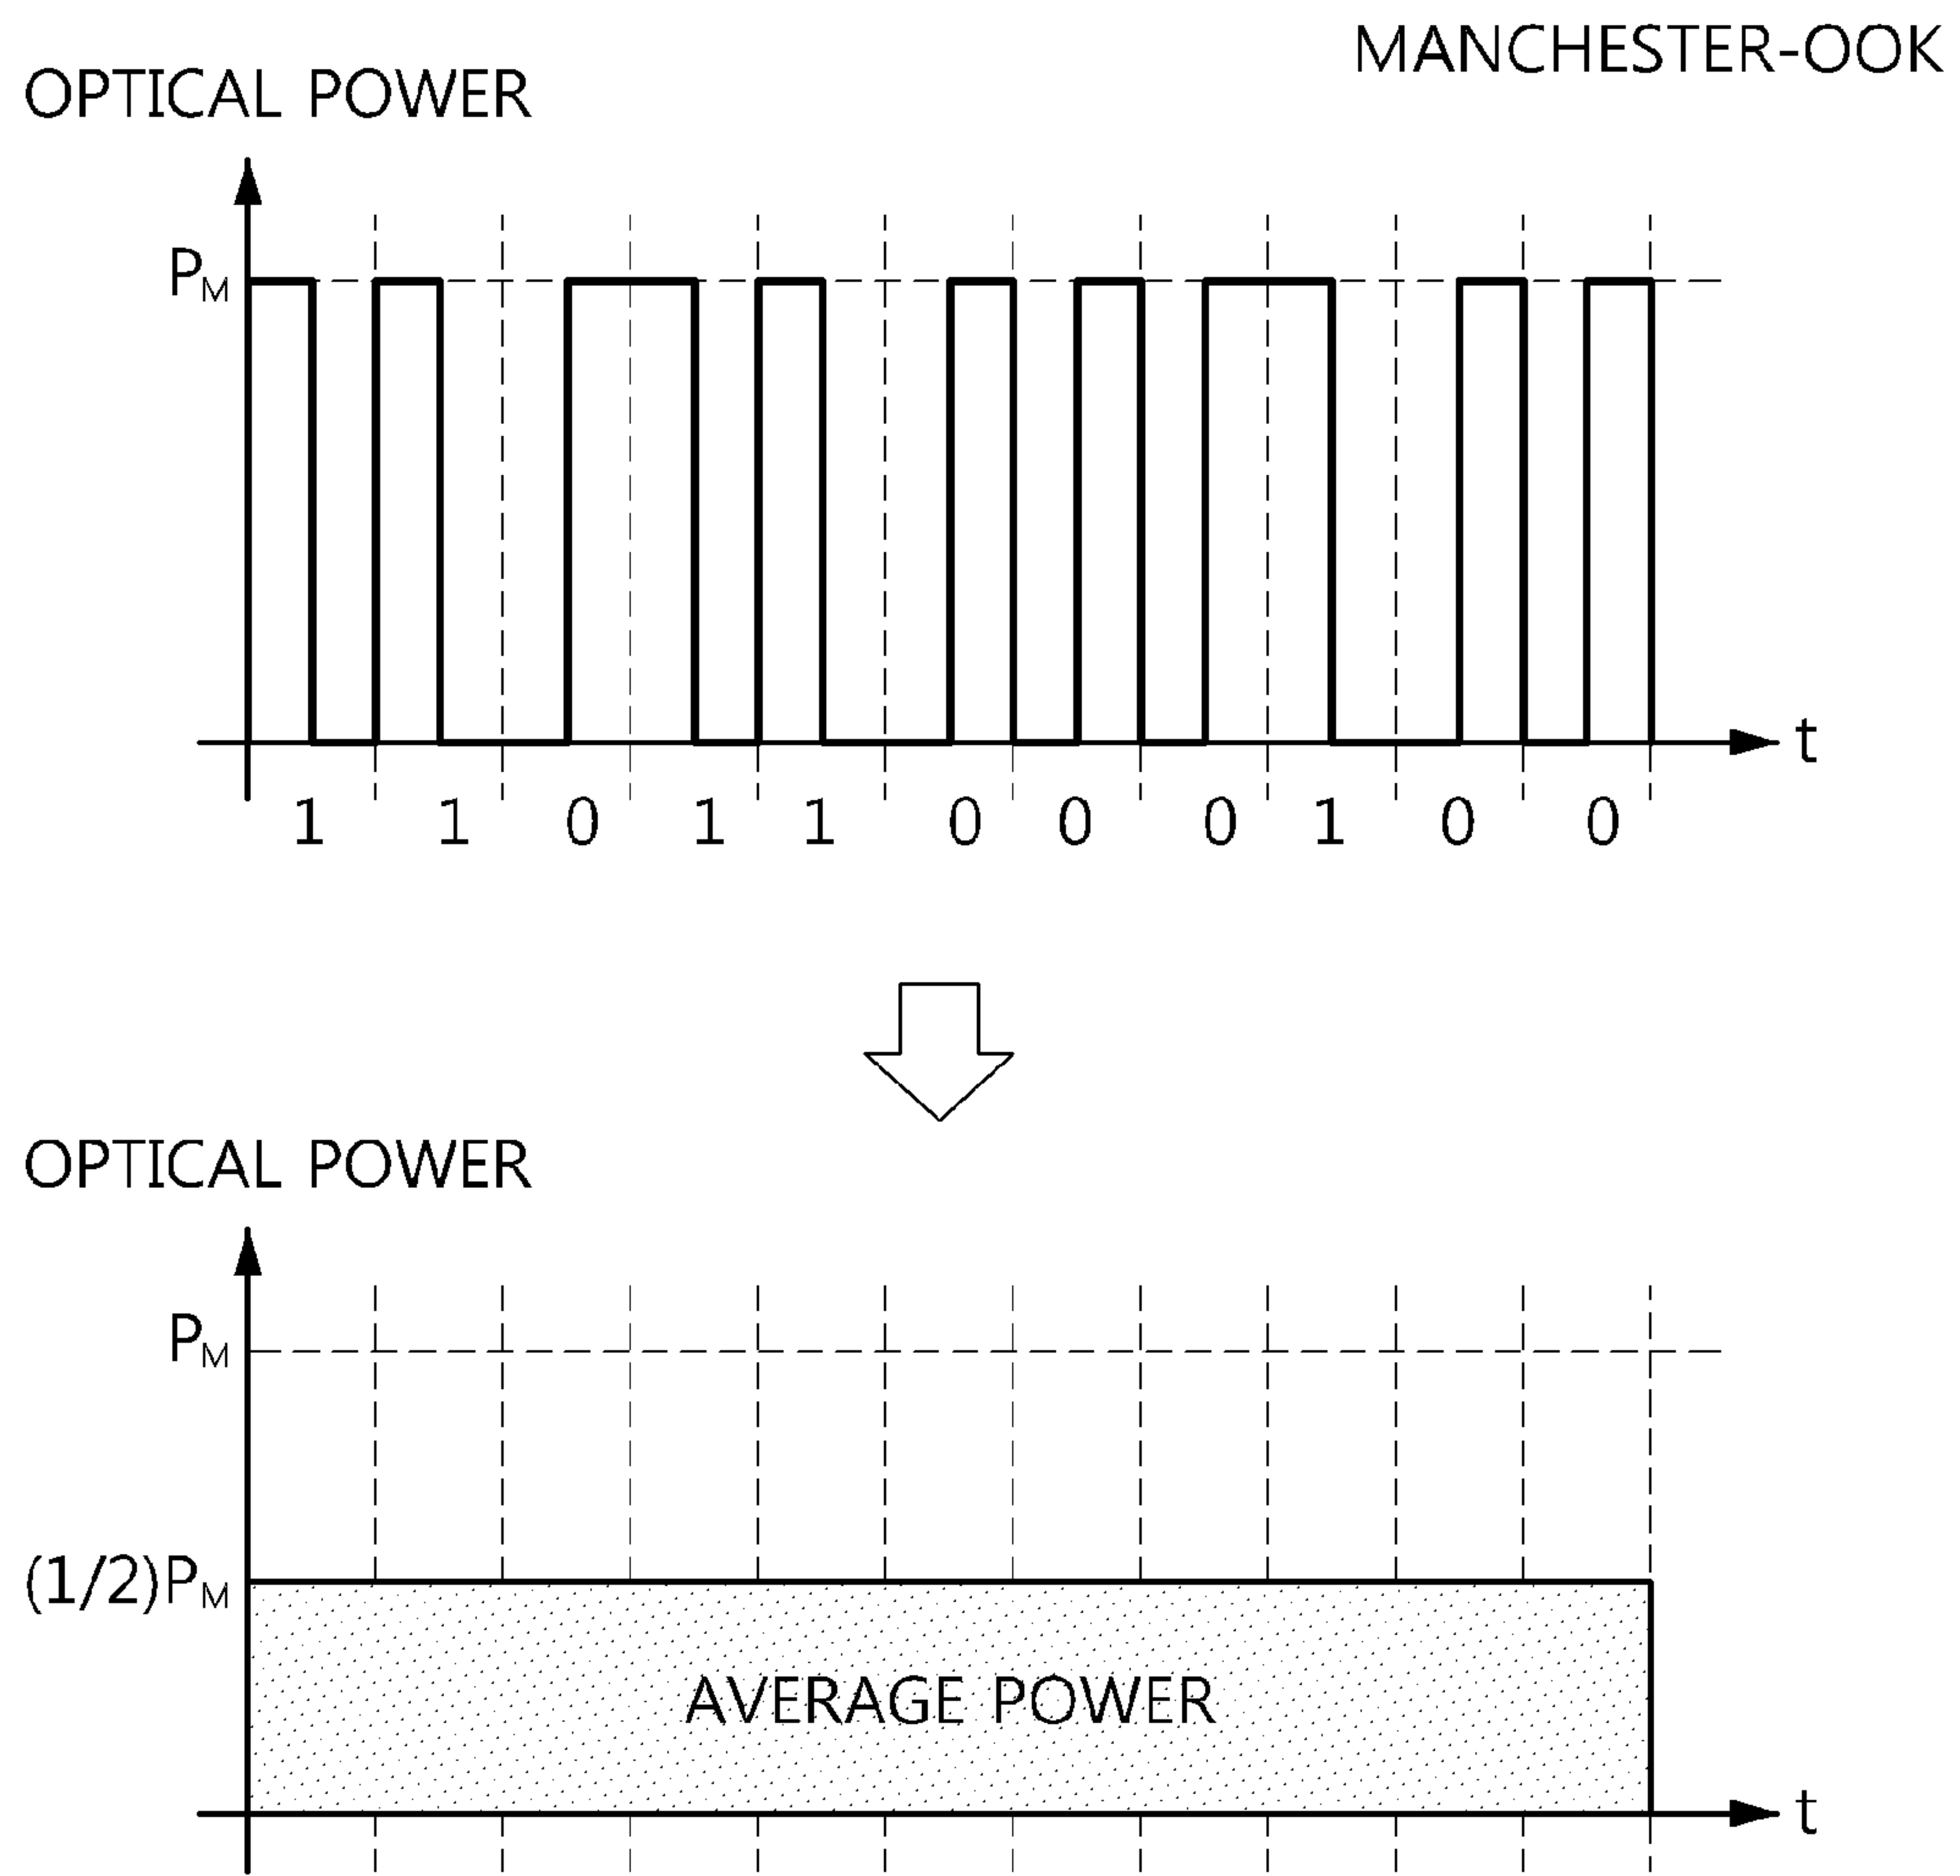 MANCHESTER-OOK
OPTICAL POWER
PM
t
1 1 0 1 1 0 0 0 1 0 0
OPTICAL POWER
PM
(1/2)PM
AVERAGE POWER
t